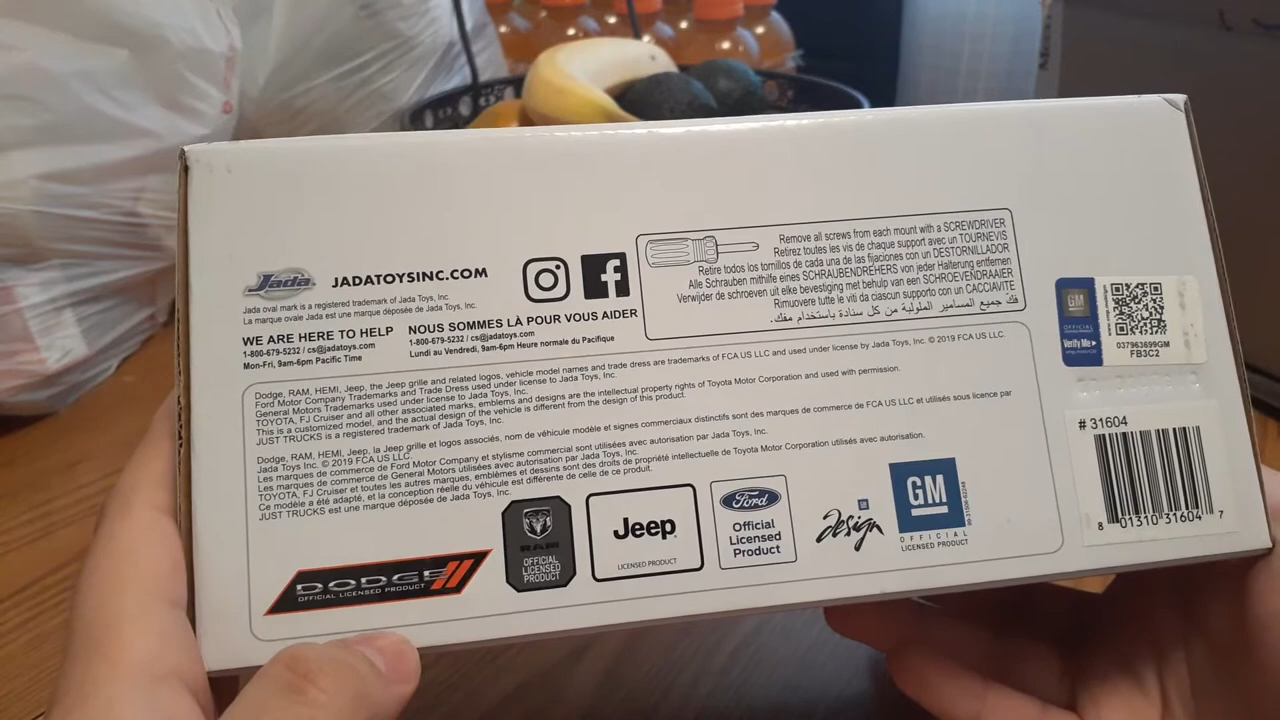 Jada
JADATOYSINC.COM
Jada oval mark is a registered trademark of Jada Toys, Inc.
La marque ovale Jada est une marque déposée de Jada Toys, Inc.
WE ARE HERE TO HELP
1-800-679-5232 / cs@jadatoys.com
Mon-Fri, 9am-6pm Pacific Time
NOUS SOMMES LÀ POUR VOUS AIDER
1-800-679-5232 / cs@jadatoys.com
Lundi au Vendredi, 9am-6pm Heure normale du Pacifique
Remove all screws from each mount with a SCREWDRIVER
Retirez toutes les vis de chaque support avec un TOURNEVIS
Retire todos los tornillos de cada una de las fijaciones con un DESTORNILLADOR
Alle Schrauben mithilfe eines SCHRAUBENDREHERS von jeder Halterung entfernen
Verwijder de schroeven uit elke bevestiging met behulp van een SCHROEVENDRAAIER
Rimuovere tutte le viti da ciascun supporto con un CACCIAVITE
فك جميع المسامير الملولبة من كل سنادة باستخدام مفك.
Dodge, RAM, HEMI, Jeep, the Jeep grille and related logos, vehicle model names and trade dress are trademarks of FCA US LLC and used under license by Jada Toys, Inc. © 2019 FCA US LLC.
Ford Motor Company Trademarks and Trade Dress used under license to Jada Toys, Inc.
General Motors Trademarks used under license to Jada Toys, Inc.
TOYOTA, FJ Cruiser and all other associated marks, emblems and designs are the intellectual property rights of Toyota Motor Corporation and used with permission.
This is a customized model, and the actual design of the vehicle is different from the design of this product.
JUST TRUCKS is a registered trademark of Jada Toys, Inc.
Dodge, RAM, HEMI, Jeep, la Jeep grille et logos associés, nom de véhicule modèle et signes commerciaux distinctifs sont des marques de commerce de FCA US LLC et utilisés sous licence par
Jada Toys Inc. © 2019 FCA US LLC.
Les marques de commerce de Ford Motor Company et stylisme commercial sont utilisées avec autorisation par Jada Toys, Inc.
Les marques de commerce de General Motors utilisées avec autorisation par Jada Toys, Inc.
TOYOTA, FJ Cruiser et toutes les autres marques, emblèmes et dessins sont des droits de propriété intellectuelle de Toyota Motor Corporation utilisés avec autorisation.
Ce modèle a été adapté, et la conception réelle du véhicule est différente de celle de ce produit.
JUST TRUCKS est une marque déposée de Jada Toys, Inc.
DODGE
OFFICIAL LICENSED PRODUCT
RAM
OFFICIAL
LICENSED
PRODUCT
Jeep
LICENSED PRODUCT
Ford
Official
Licensed
Product
GM
design
GM
OFFICIAL
LICENSED PRODUCT
GM
OFFICIAL
Verify Me
037963699GM
FB3C2
# 31604
8 01310 31604 7